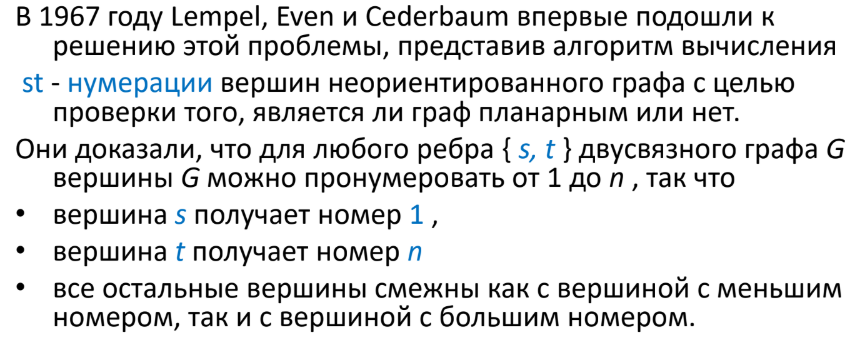 В 1967 году Lempel, Even и Cederbaum впервые подошли к
решению этой проблемы, представив алгоритм вычисления
st - нумерации вершин неориентированного графа с целью
проверки того, является ли граф планарным или нет.
Они доказали, что для любого ребра { s, t } двусвязного графа G
вершины G можно пронумеровать от 1 до n , так что
• вершина s получает номер 1 ,
• вершина t получает номер n
• все остальные вершины смежны как с вершиной с меньшим
номером, так и с вершиной с большим номером.